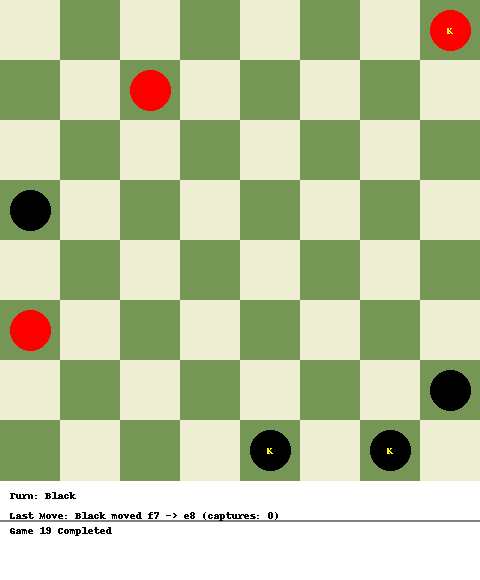 K
K K
Turn: Black
Last Move: Black moved f7 -> e8 (captures: 0)
Game 19 Completed